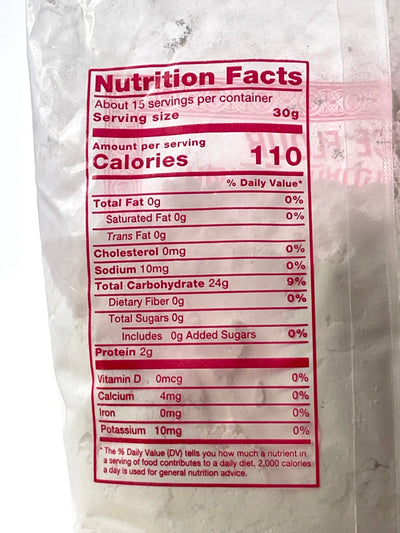 Nutrition Facts
About 15 servings per container
Serving size 30g
Amount per serving
Calories 110
% Daily Value*
Total Fat 0g 0%
Saturated Fat 0g 0%
Trans Fat 0g
Cholesterol 0mg 0%
Sodium 10mg 0%
Total Carbohydrate 24g 9%
Dietary Fiber 0g 0%
Total Sugars 0g
Includes 0g Added Sugars 0%
Protein 2g
Vitamin D 0mcg 0%
Calcium 4mg 0%
Iron 0mg 0%
Potassium 10mg 0%
* The % Daily Value (DV) tells you how much a nutrient in
a serving of food contributes to a daily diet. 2,000 calories
a day is used for general nutrition advice.